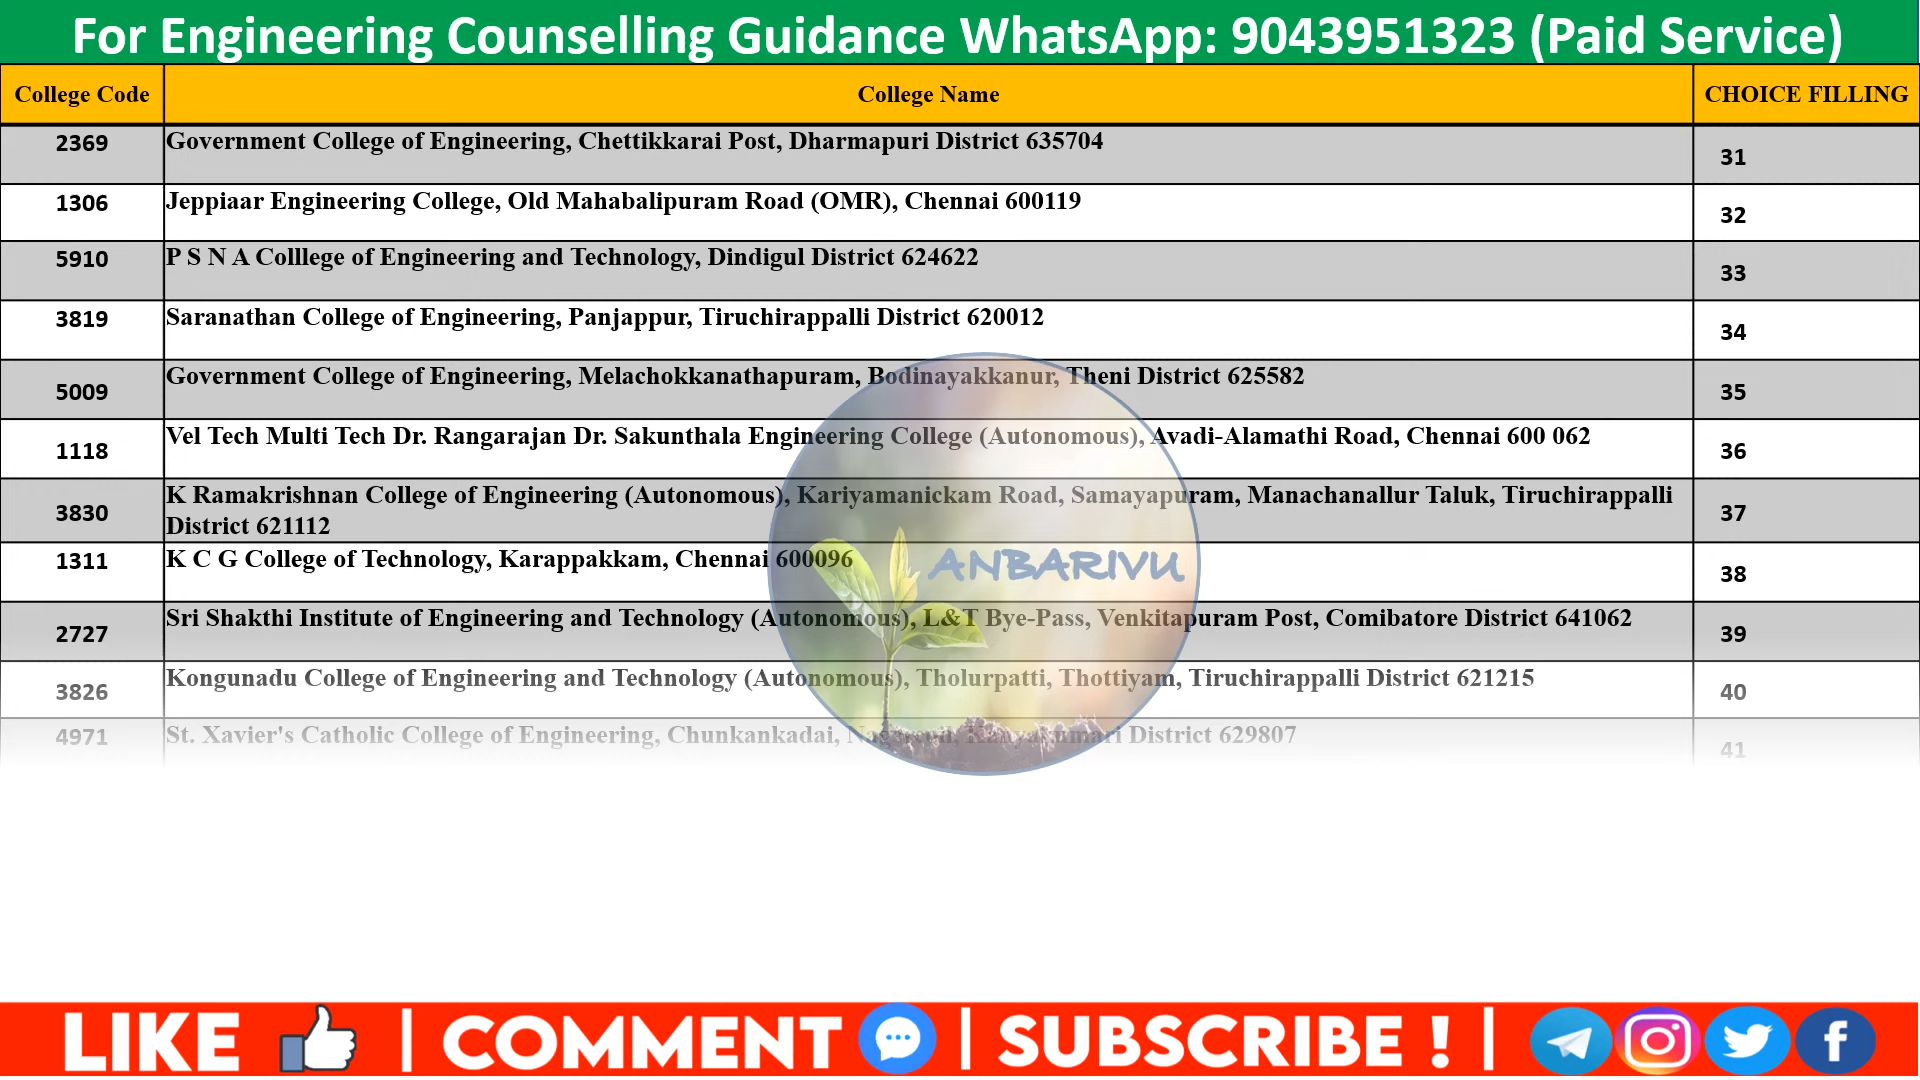 For Engineering Counselling Guidance WhatsApp: 9043951323 (Paid Service)
College Code College Name CHOICE FILLING
2369 Government College of Engineering, Chettikkarai Post, Dharmapuri District 635704 31
1306 Jeppiaar Engineering College, Old Mahabalipuram Road (OMR), Chennai 600119 32
5910 P S N A Colllege of Engineering and Technology, Dindigul District 624622 33
3819 Saranathan College of Engineering, Panjappur, Tiruchirappalli District 620012 34
5009 Government College of Engineering, Melachokkanathapuram, Bodinayakkanur, Theni District 625582 35
1118 Vel Tech Multi Tech Dr. Rangarajan Dr. Sakunthala Engineering College (Autonomous), Avadi-Alamathi Road, Chennai 600 062 36
3830 K Ramakrishnan College of Engineering (Autonomous), Kariyamanickam Road, Samayapuram, Manachanallur Taluk, Tiruchirappalli 37
District 621112
1311 K C G College of Technology, Karappakkam, Chennai 600096 38
ANBARIVU
2727 Sri Shakthi Institute of Engineering and Technology (Autonomous), L&T Bye-Pass, Venkitapuram Post, Comibatore District 641062 39
3826 Kongunadu College of Engineering and Technology (Autonomous), Tholurpatti, Thottiyam, Tiruchirappalli District 621215 40
4971 St. Xavier's Catholic College of Engineering, Chunkankadai, District 629807 41
LIKE | COMMENT | SUBSCRIBE ! |